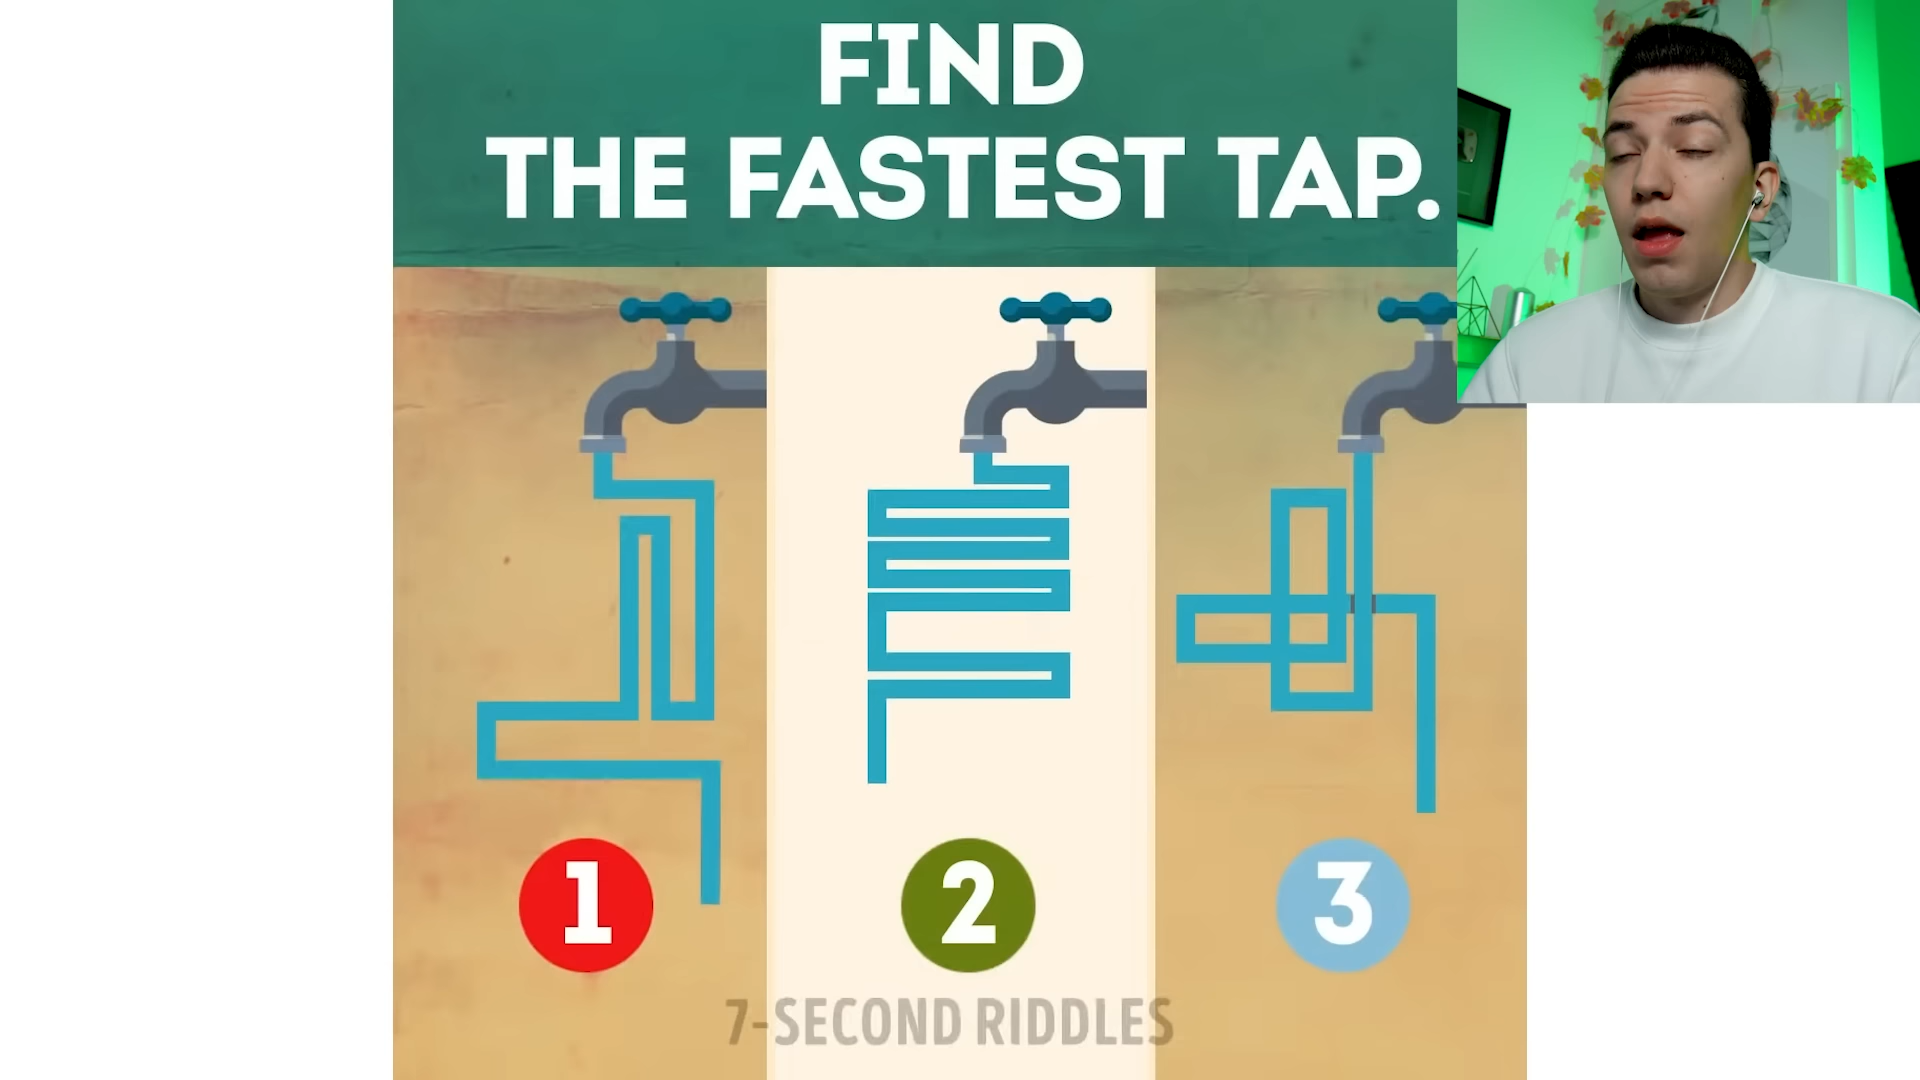 FIND
THE FASTEST TAP.
1
2
3
7-SECOND RIDDLES